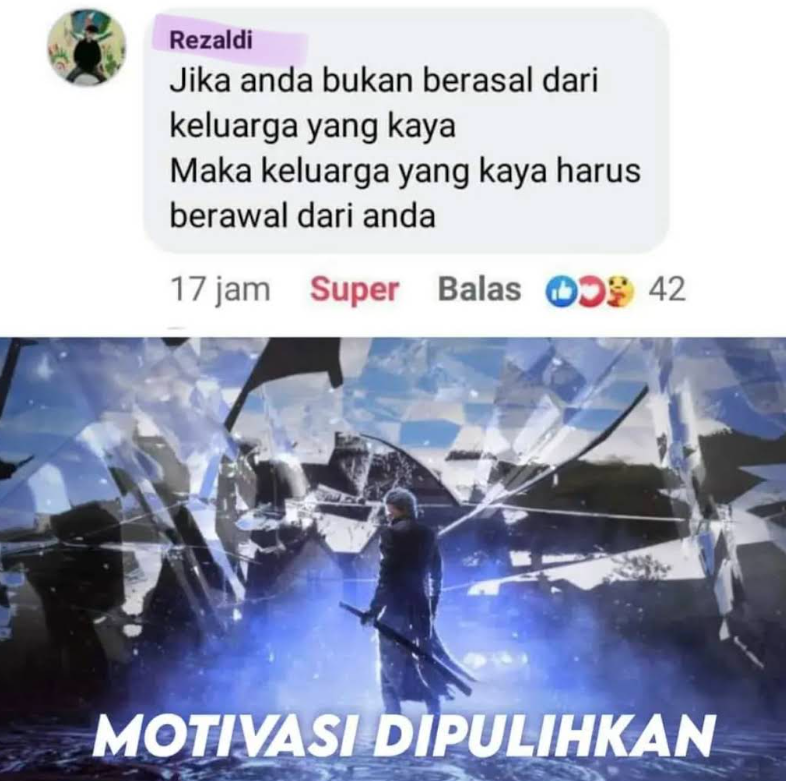 Rezaldi
Jika anda bukan berasal dari
keluarga yang kaya
Maka keluarga yang kaya harus
berawal dari anda
17 jam Super Balas 42
MOTIVASI DIPULIHKAN